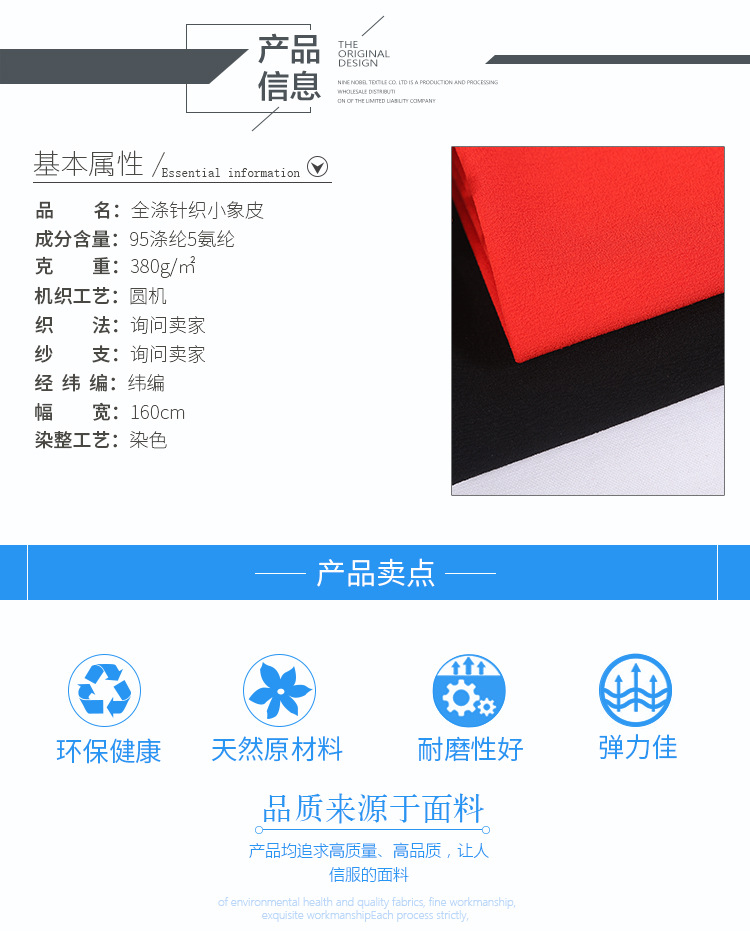 产品
信息
THE
ORIGINAL
DESIGN
NINE NOBEL TEXTILE CO. LTD IS A PRODUCTION AND PROCESSING
WHOLESALE DISTRIBUTI
ON OF THE LIMITED LIABILITY COMPANY
基本属性 /Essential information
品 名：全涤针织小象皮
成分含量：95涤纶5氨纶
克 重：380g/㎡
机织工艺：圆机
织 法：询问卖家
纱 支：询问卖家
经 纬 编：纬编
幅 宽：160cm
染整工艺：染色
产品卖点
环保健康
天然原材料
耐磨性好
弹力佳
品质来源于面料
产品均追求高质量、高品质，让人
信服的面料
of environmental health and quality fabrics, fine workmanship,
exquisite workmanshipEach process strictly,